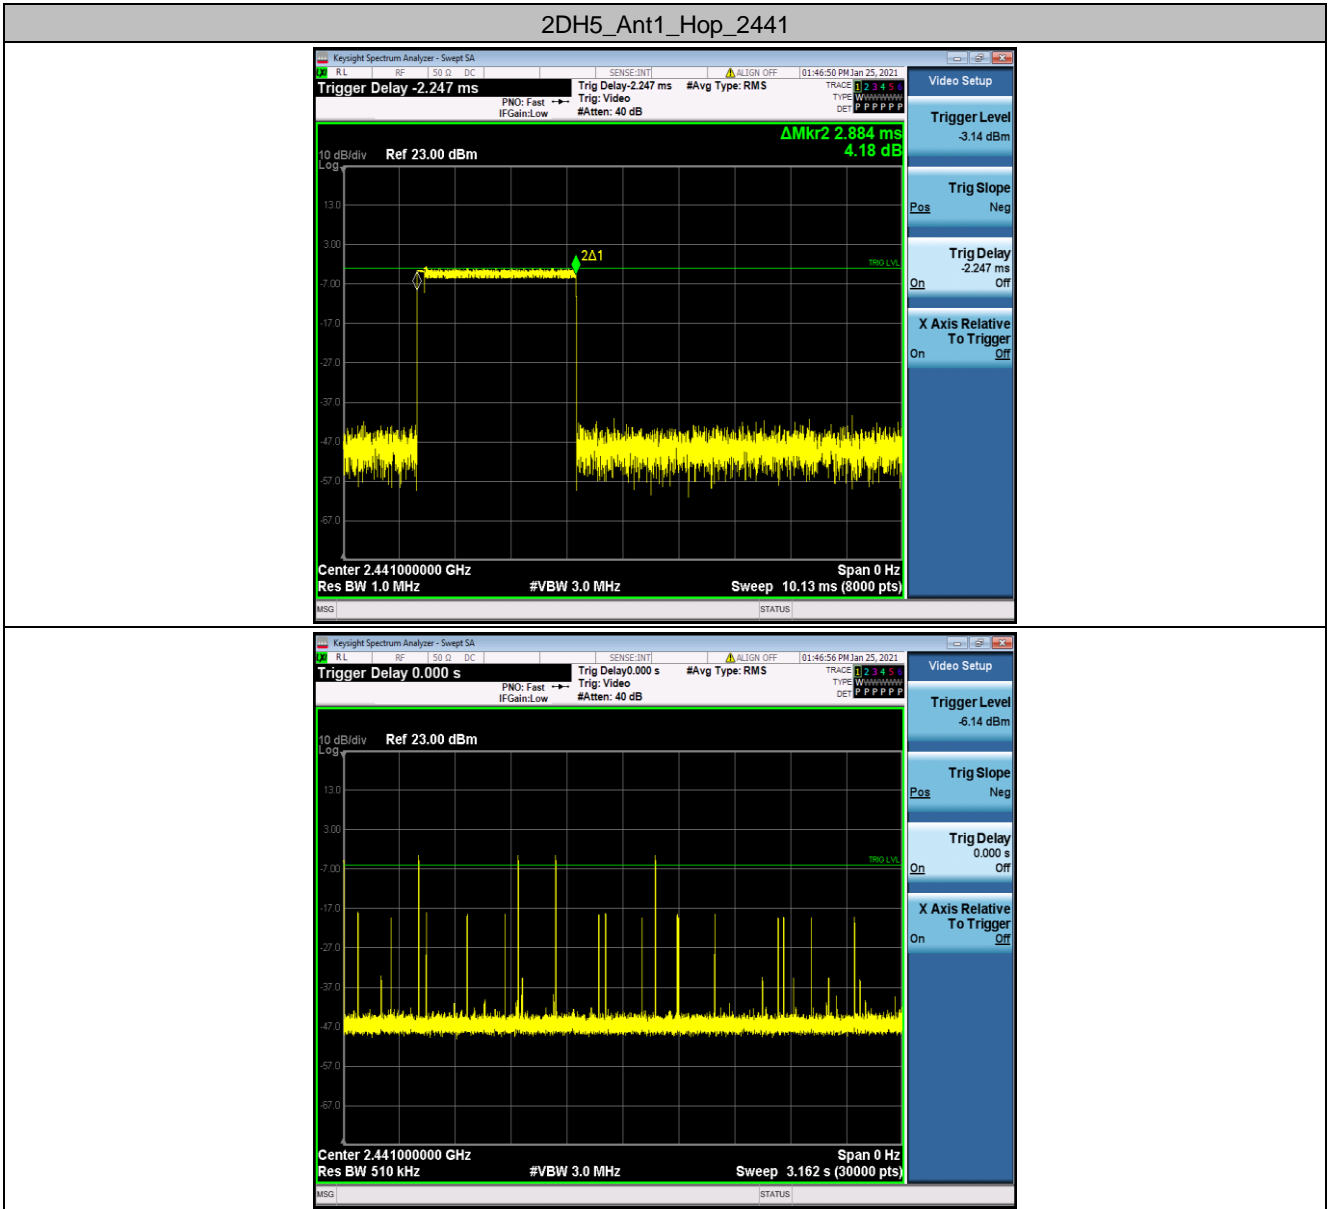 2DH5_Ant1_Hop_2441
Keysight Spectrum Analyzer - Swept SA
RL RF 50 Ω DC SENSE:INT ALIGN OFF 01:46:50 PM Jan 25, 2021
Trigger Delay -2.247 ms
Trig Delay-2.247 ms #Avg Type: RMS
PNO: Fast Trig: Video
IFGain:Low #Atten: 40 dB
TRACE 1 2 3 4 5 6
TYPE W
DET P P P P P P
ΔMkr2 2.884 ms
4.18 dB
10 dB/div Ref 23.00 dBm
Log
13.0
3.00
-7.00
-17.0
-27.0
-37.0
-47.0
-57.0
-67.0
2Δ1
TRIG LVL
Center 2.441000000 GHz Span 0 Hz
Res BW 1.0 MHz #VBW 3.0 MHz Sweep 10.13 ms (8000 pts)
MSG STATUS
Video Setup
Trigger Level
-3.14 dBm
Trig Slope
Pos Neg
Trig Delay
-2.247 ms
On Off
X Axis Relative
To Trigger
On Off
Keysight Spectrum Analyzer - Swept SA
RL RF 50 Ω DC SENSE:INT ALIGN OFF 01:46:56 PM Jan 25, 2021
Trigger Delay 0.000 s
Trig Delay0.000 s #Avg Type: RMS
PNO: Fast Trig: Video
IFGain:Low #Atten: 40 dB
TRACE 1 2 3 4 5 6
TYPE W
DET P P P P P P
10 dB/div Ref 23.00 dBm
Log
13.0
3.00
-7.00
-17.0
-27.0
-37.0
-47.0
-57.0
-67.0
TRIG LVL
Center 2.441000000 GHz Span 0 Hz
Res BW 510 kHz #VBW 3.0 MHz Sweep 3.162 s (30000 pts)
MSG STATUS
Video Setup
Trigger Level
-6.14 dBm
Trig Slope
Pos Neg
Trig Delay
0.000 s
On Off
X Axis Relative
To Trigger
On Off